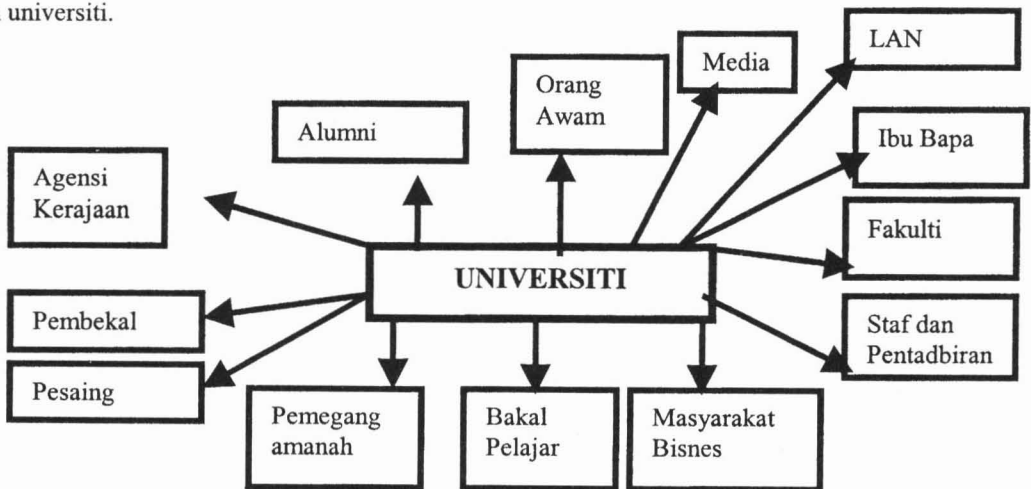 universiti.
LAN
Media
Orang
Awam
Alumni
Ibu Bapa
Agensi
Kerajaan
Fakulti
UNIVERSITI
Pembekal
Staf dan
Pentadbiran
Pesaing
Pemegang
amanah
Bakal
Pelajar
Masyarakat
Bisnes